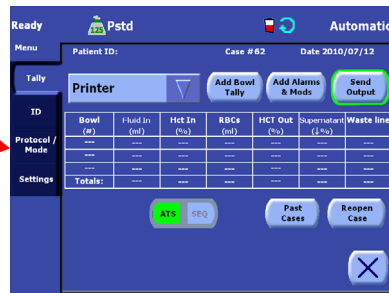 Ready 125 Pstd Automatic
Menu
Patient ID: Case #62 Date 2010/07/12
Tally
Printer
Add Bowl Tally
Add Alarms & Mods
Send Output
ID
Protocol / Mode
Settings
Bowl (#) Fluid In (ml) Hct In (%) RBCs (ml) HCT Out (%) Supernatant (↓%) Waste line
--- --- --- --- --- --- ---
--- --- --- --- --- --- ---
--- --- --- --- --- --- ---
Totals: --- --- --- --- --- ---
ATS SEQ
Past Cases
Reopen Case